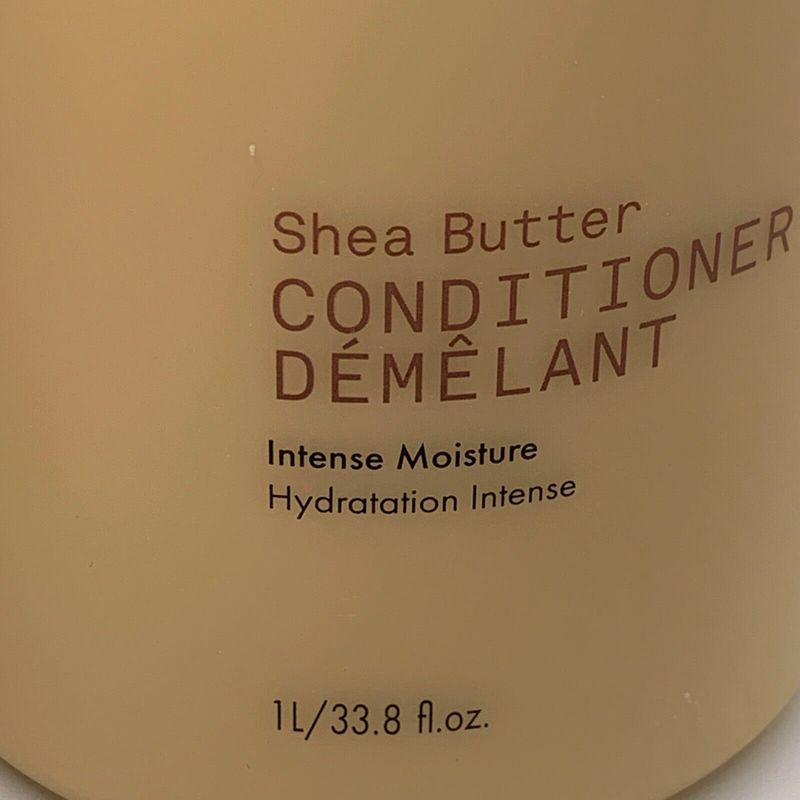 Shea Butter
CONDITIONER
DÉMÊLANT
Intense Moisture
Hydratation Intense
1L/33.8 fl.oz.